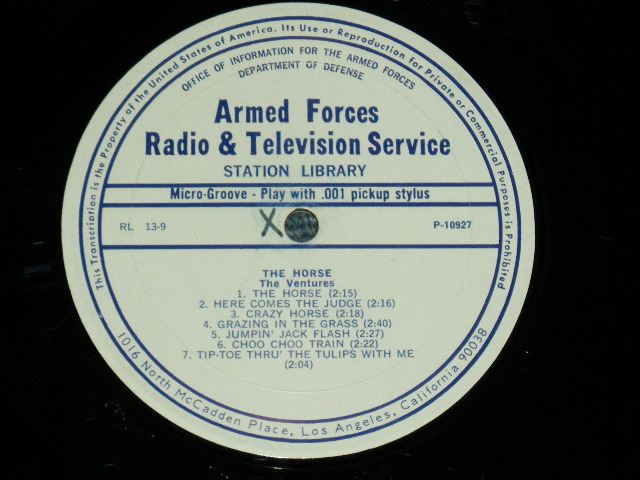 This Transcription is the Property of the United States of America. Its Use or Reproduction for Private or Commercial Purposes is Prohibited
OFFICE OF INFORMATION FOR THE ARMED FORCES
DEPARTMENT OF DEFENSE
Armed Forces
Radio & Television Service
STATION LIBRARY
Micro-Groove - Play with .001 pickup stylus
X
RL 13-9
P-10927
THE HORSE
The Ventures
1. THE HORSE (2:15)
2. HERE COMES THE JUDGE (2:16)
3. CRAZY HORSE (2:18)
4. GRAZING IN THE GRASS (2:40)
5. JUMPIN' JACK FLASH (2:27)
6. CHOO CHOO TRAIN (2:22)
7. TIP-TOE THRU' THE TULIPS WITH ME
(2:04)
1016 North McCadden Place, Los Angeles, California 90038